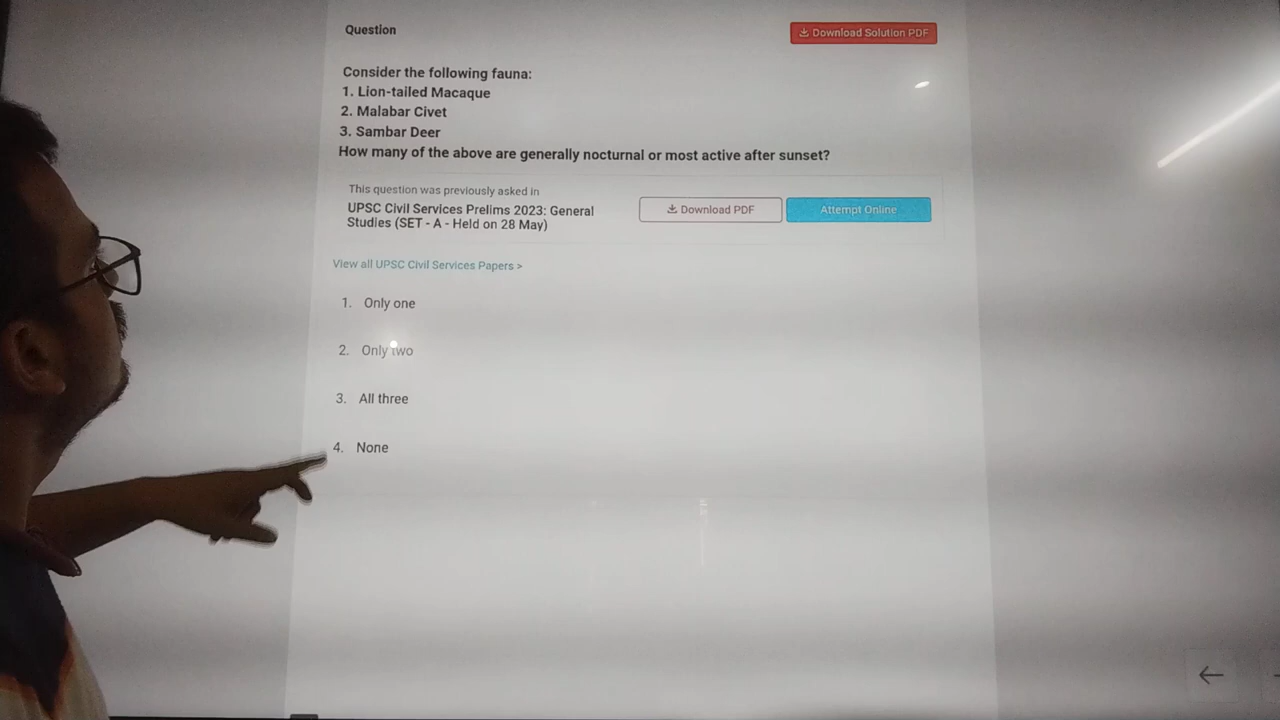 Question
Download Solution PDF
Consider the following fauna:
1. Lion-tailed Macaque
2. Malabar Civet
3. Sambar Deer
How many of the above are generally nocturnal or most active after sunset?
This question was previously asked in
UPSC Civil Services Prelims 2023: General
Studies (SET - A - Held on 28 May)
Download PDF
Attempt Online
View all UPSC Civil Services Papers >
1. Only one
2. Only two
3. All three
4. None